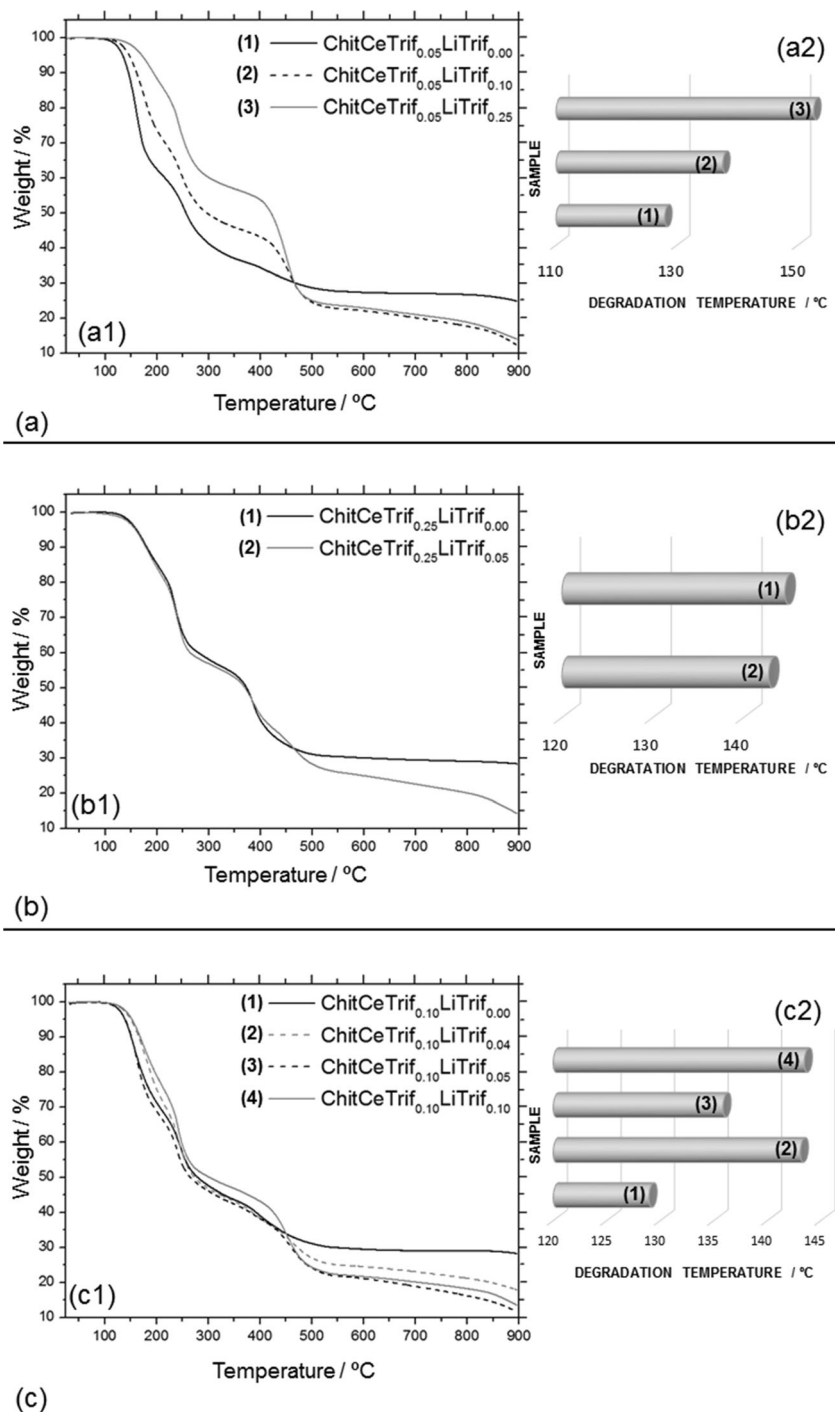 (1) ChitCeTrif0.05LiTrif0.00
(2) ChitCeTrif0.05LiTrif0.10
(3) ChitCeTrif0.05LiTrif0.25
100
90
80
70
60
50
40
30
20
10
Weight / %
(a1)
100 200 300 400 500 600 700 800 900
Temperature / ºC
(a2)
SAMPLE
(3)
(2)
(1)
110 130 150
DEGRADATION TEMPERATURE / ºC
(a)
(1) ChitCeTrif0.25LiTrif0.00
(2) ChitCeTrif0.25LiTrif0.05
100
90
80
70
60
50
40
30
20
10
Weight / %
(b1)
100 200 300 400 500 600 700 800 900
Temperature / ºC
(b2)
SAMPLE
(1)
(2)
120 130 140
DEGRATATION TEMPERATURE / ºC
(b)
(1) ChitCeTrif0.10LiTrif0.00
(2) ChitCeTrif0.10LiTrif0.04
(3) ChitCeTrif0.10LiTrif0.05
(4) ChitCeTrif0.10LiTrif0.10
100
90
80
70
60
50
40
30
20
10
Weight / %
(c1)
100 200 300 400 500 600 700 800 900
Temperature / ºC
(c2)
SAMPLE
(4)
(3)
(2)
(1)
120 125 130 135 140 145
DEGRADATION TEMPERATURE / ºC
(c)